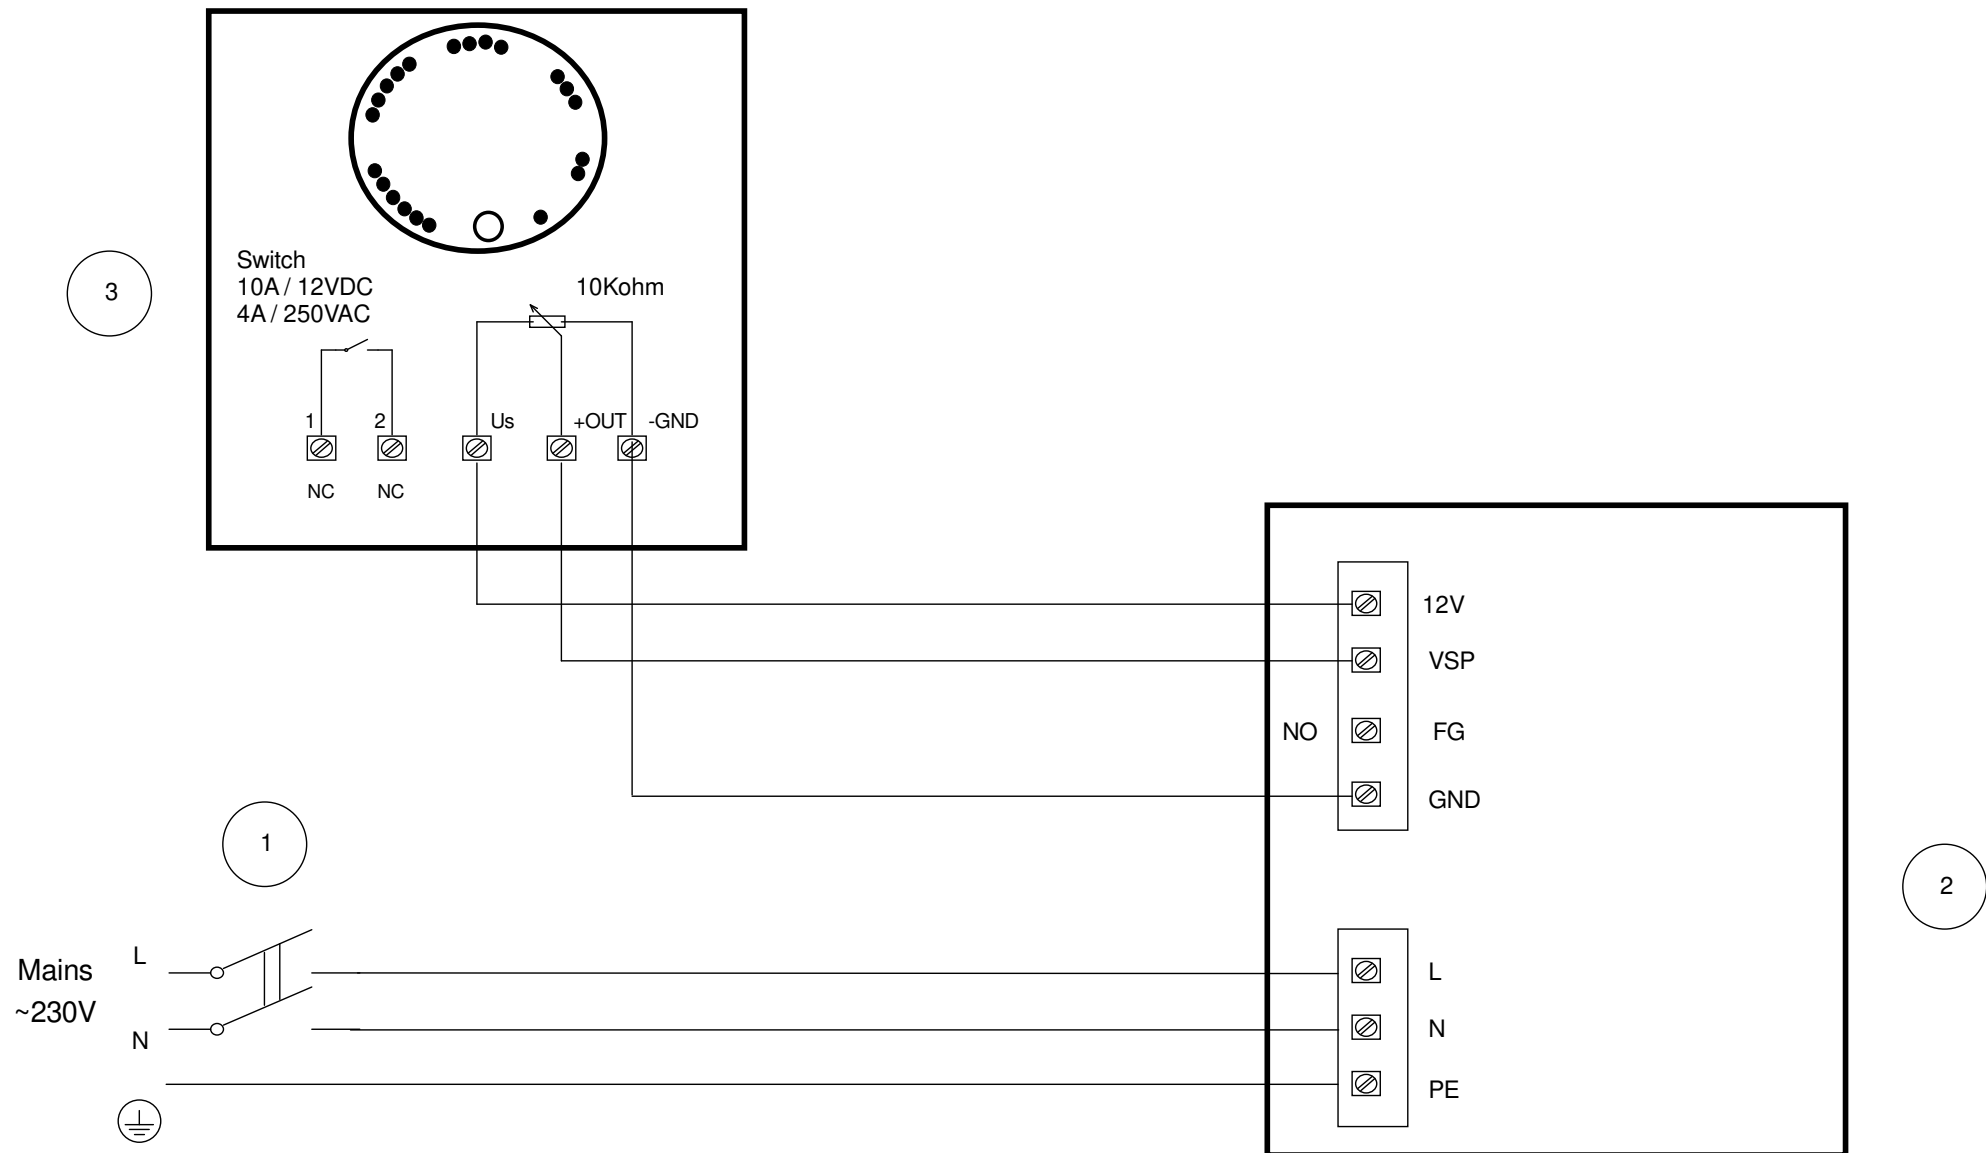 Switch
10A / 12VDC
4A / 250VAC
10Kohm
3
1
2
Us
+OUT
-GND
NC
NC
12V
VSP
NO
FG
GND
1
2
Mains
~230V
L
N
L
N
PE